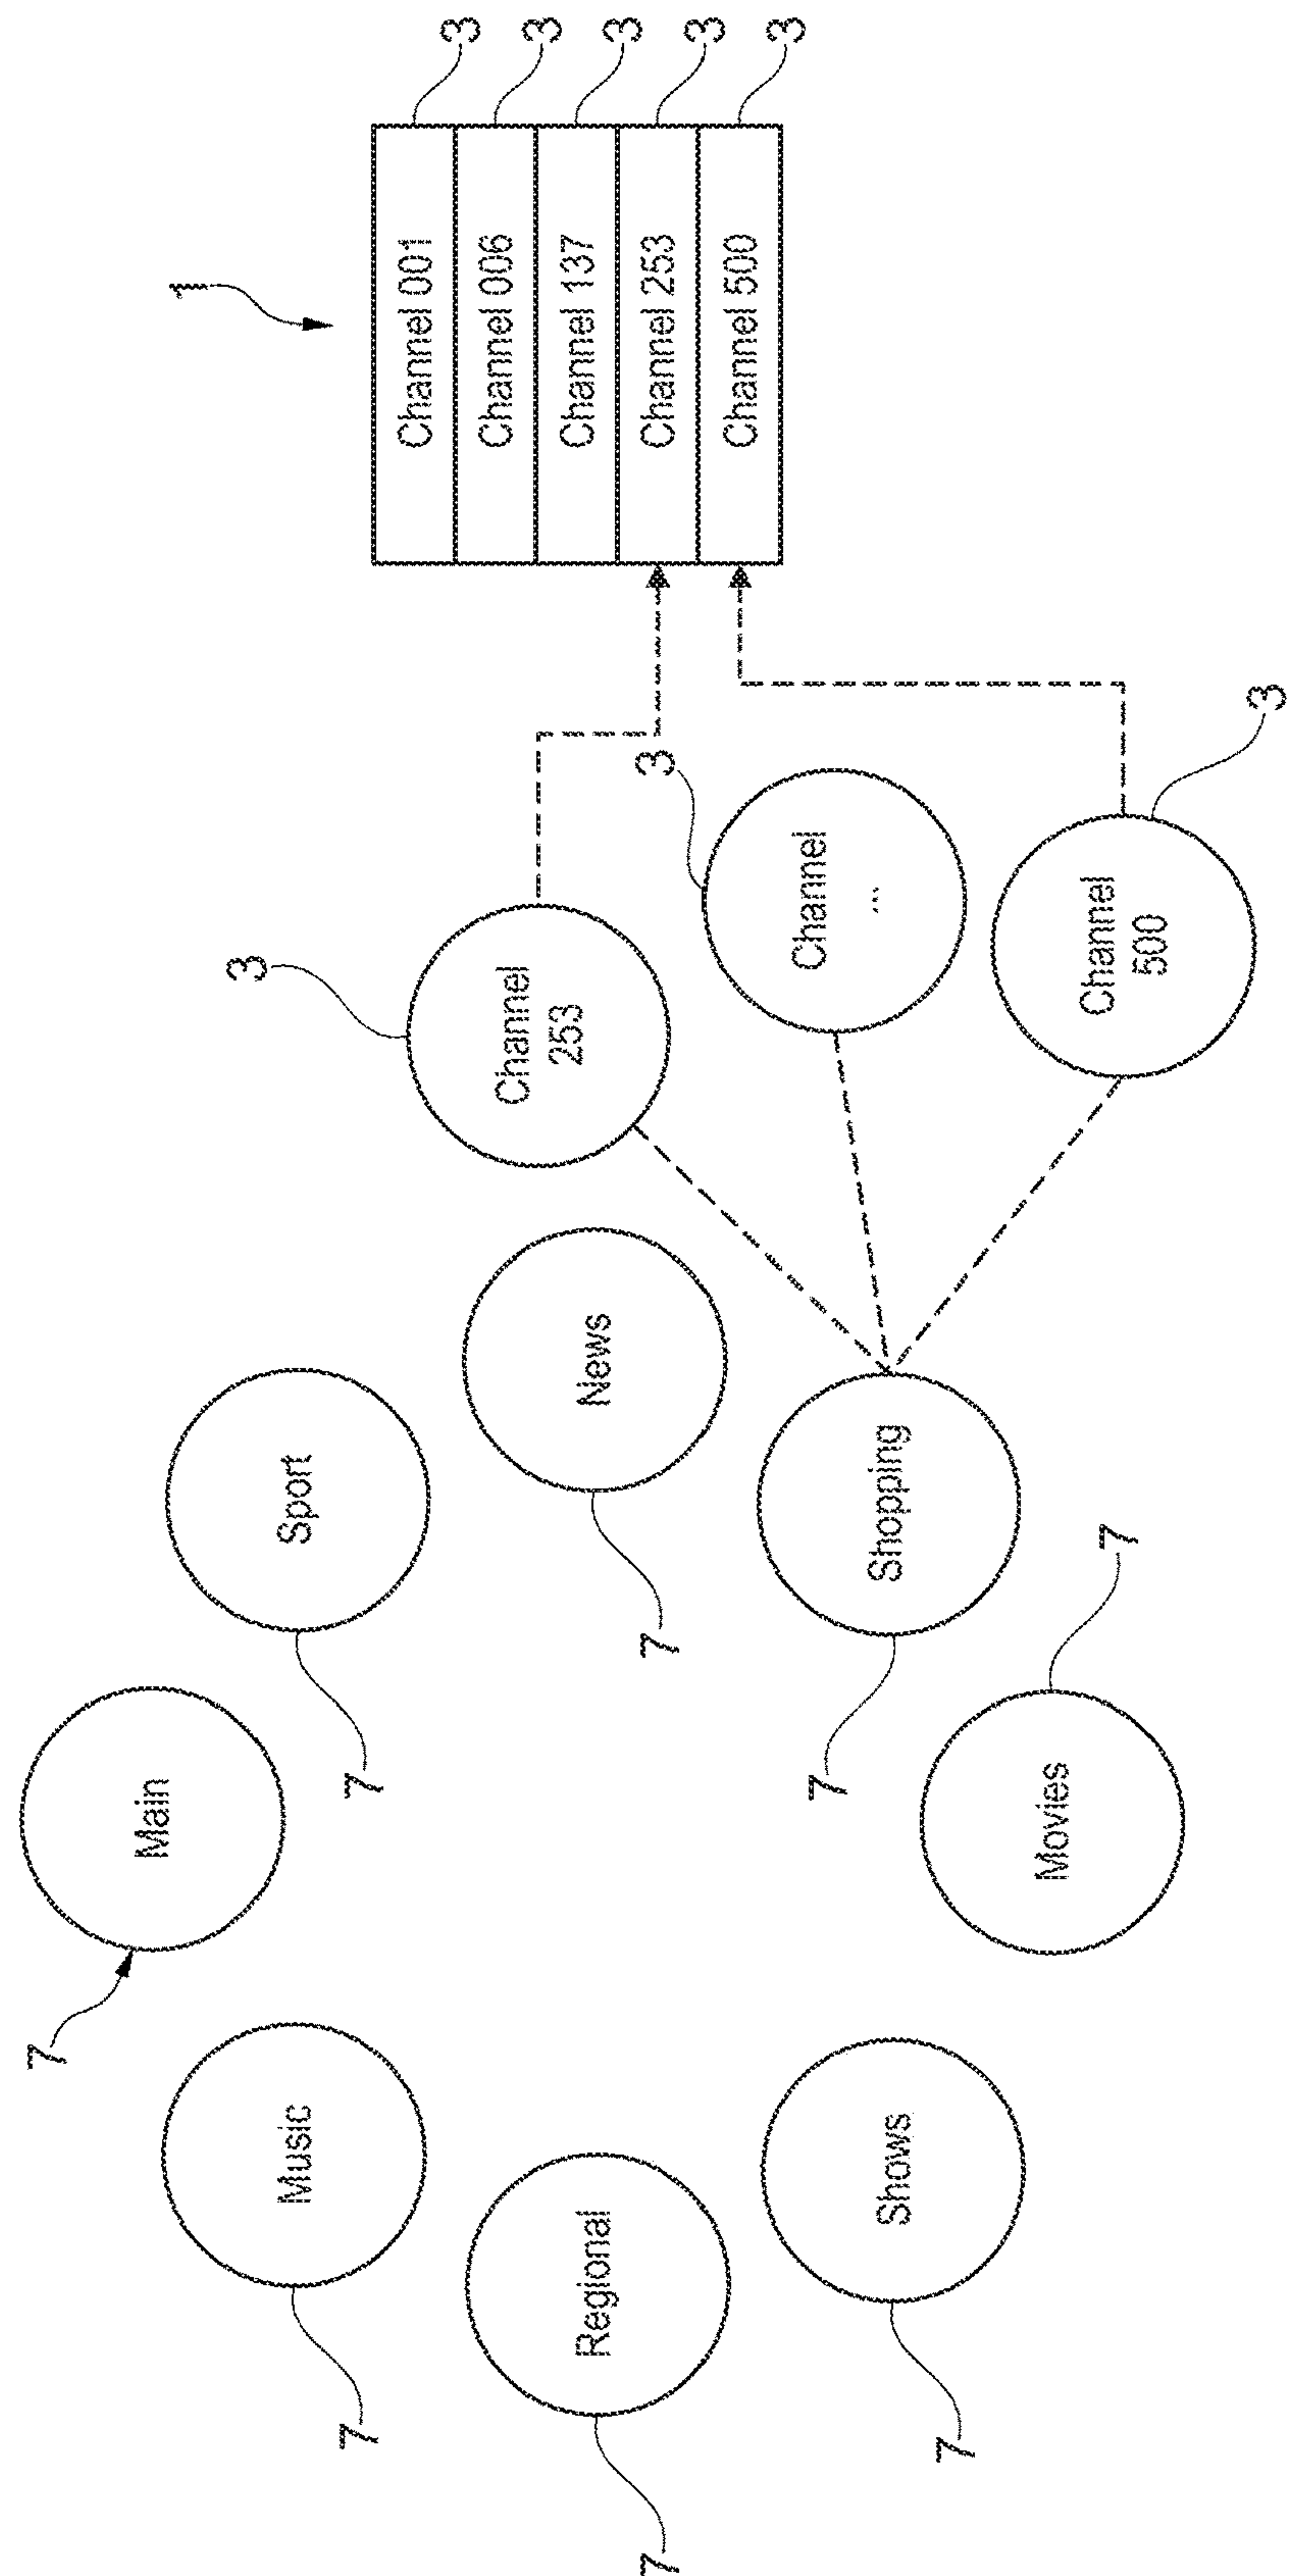 1
Channel 001
3
Channel 006
3
Channel 137
3
Channel 253
3
Channel 500
3
3
Channel
253
3
Channel
...
3
Channel
500
Main
7
Sport
7
News
7
Shopping
7
Movies
7
Shows
7
Regional
7
Music
7